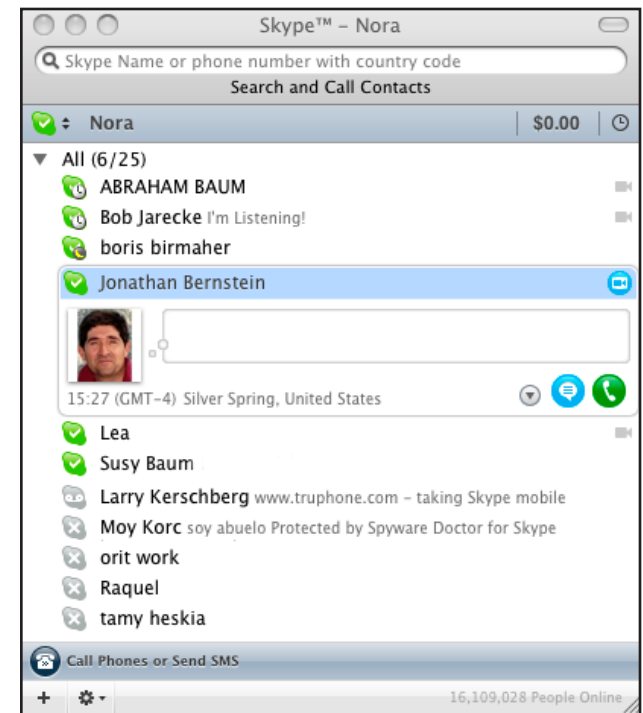 Skype™ – Nora
Skype Name or phone number with country code
Search and Call Contacts
Nora $0.00
All (6/25)
ABRAHAM BAUM
Bob Jarecke I'm Listening!
boris birmaher
Jonathan Bernstein
15:27 (GMT-4) Silver Spring, United States
Lea
Susy Baum
Larry Kerschberg www.truphone.com – taking Skype mobile
Moy Korc soy abuelo Protected by Spyware Doctor for Skype
orit work
Raquel
tamy heskia
Call Phones or Send SMS
16,109,028 People Online